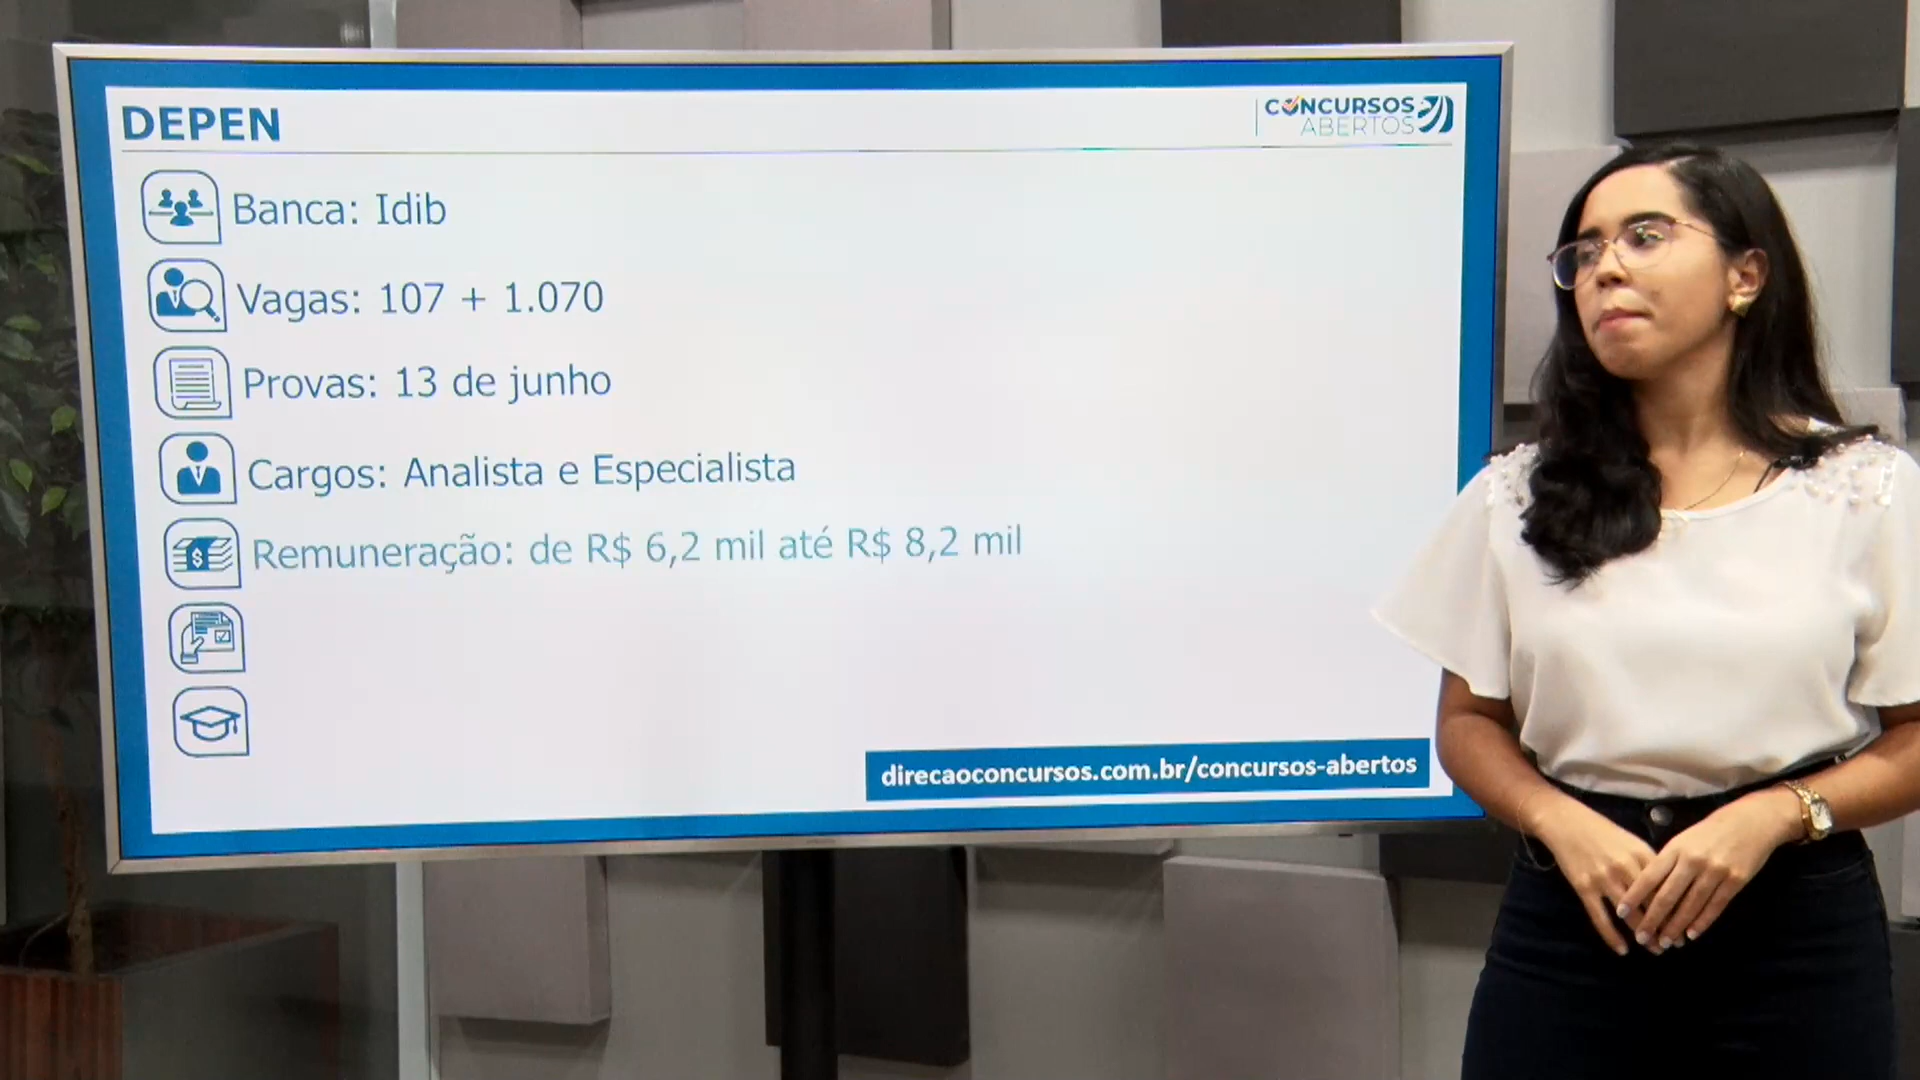 DEPEN
CONCURSOS
ABERTOS
Banca: Idib
Vagas: 107 + 1.070
Provas: 13 de junho
Cargos: Analista e Especialista
Remuneração: de R$ 6,2 mil até R$ 8,2 mil
direcaoconcursos.com.br/concursos-abertos